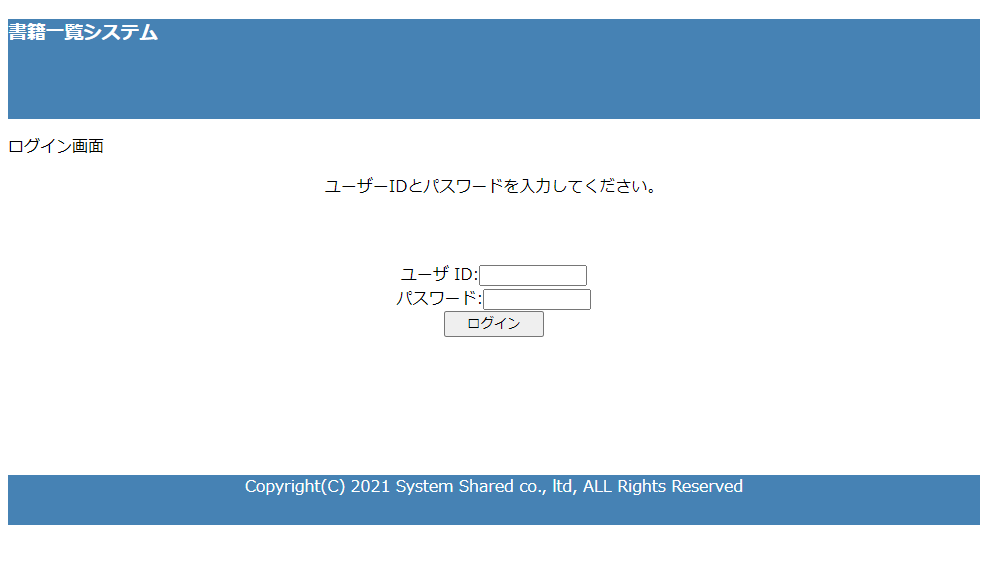 書籍一覧システム
ログイン画面
ユーザーIDとパスワードを入力してください。
ユーザ ID:
パスワード:
ログイン
Copyright(C) 2021 System Shared co., ltd, ALL Rights Reserved